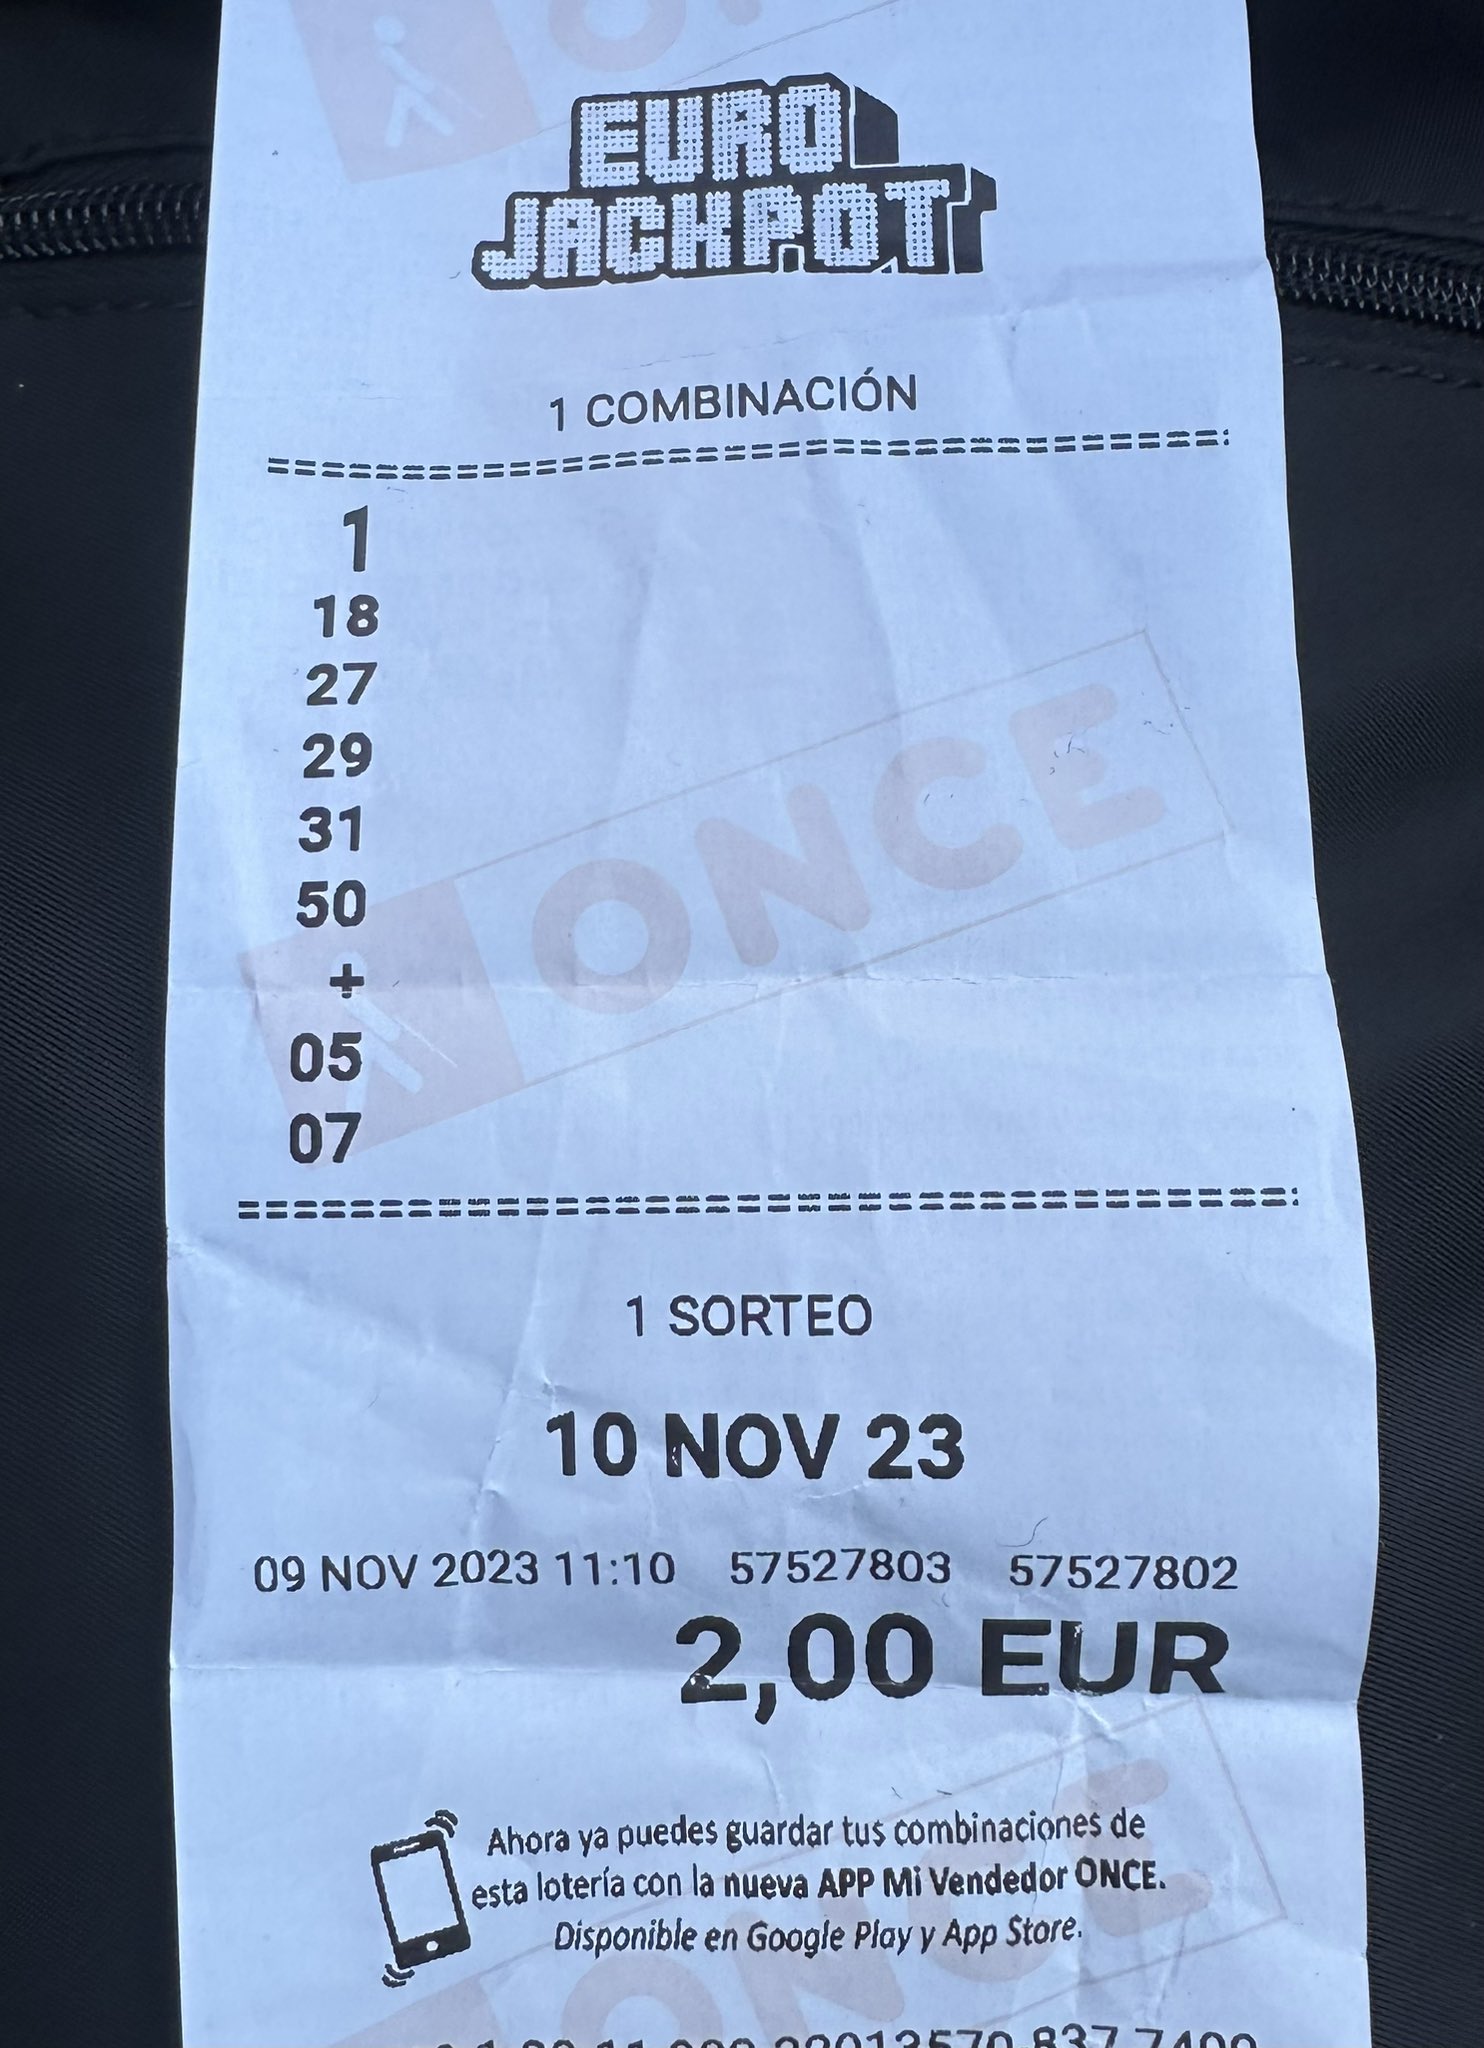 EURO
JACKPOT
1 COMBINACIÓN
1
18
27
29
31
50
+
05
07
1 SORTEO
10 NOV 23
09 NOV 2023 11:10 57527803 57527802
2,00 EUR
Ahora ya puedes guardar tus combinaciones de
esta lotería con la nueva APP Mi Vendedor ONCE.
Disponible en Google Play y App Store.
ONCE
ONCE